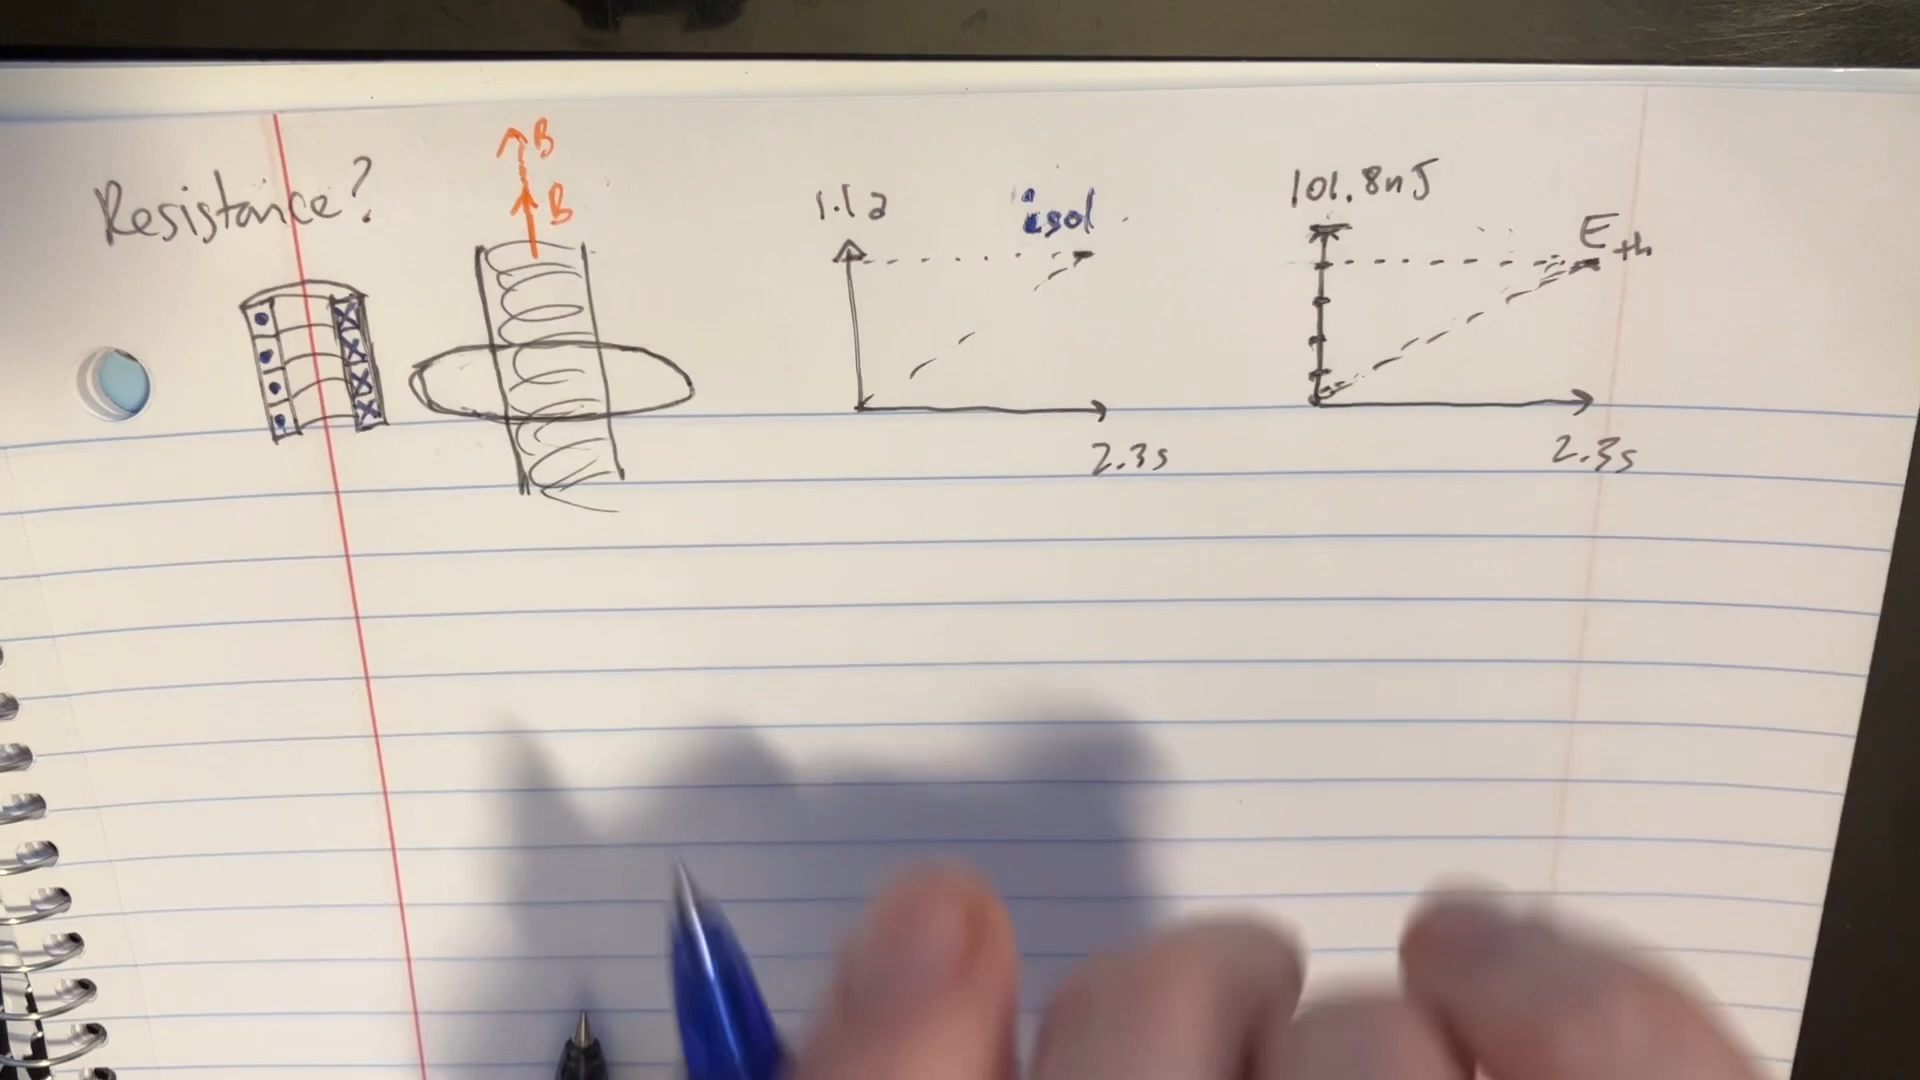 Resistance?
B
B
1.1a
isol
2.3s
101.8nJ
Eth
2.3s